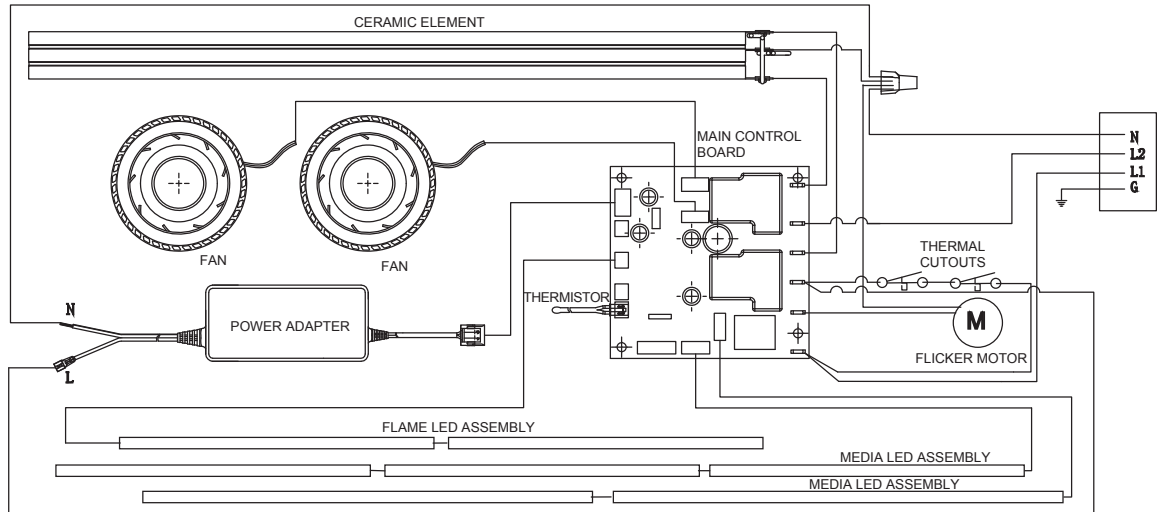 CERAMIC ELEMENT
MAIN CONTROL
BOARD
N
L2
L1
G
FAN
FAN
THERMAL
CUTOUTS
THERMISTOR
N
POWER ADAPTER
L
M
FLICKER MOTOR
FLAME LED ASSEMBLY
MEDIA LED ASSEMBLY
MEDIA LED ASSEMBLY